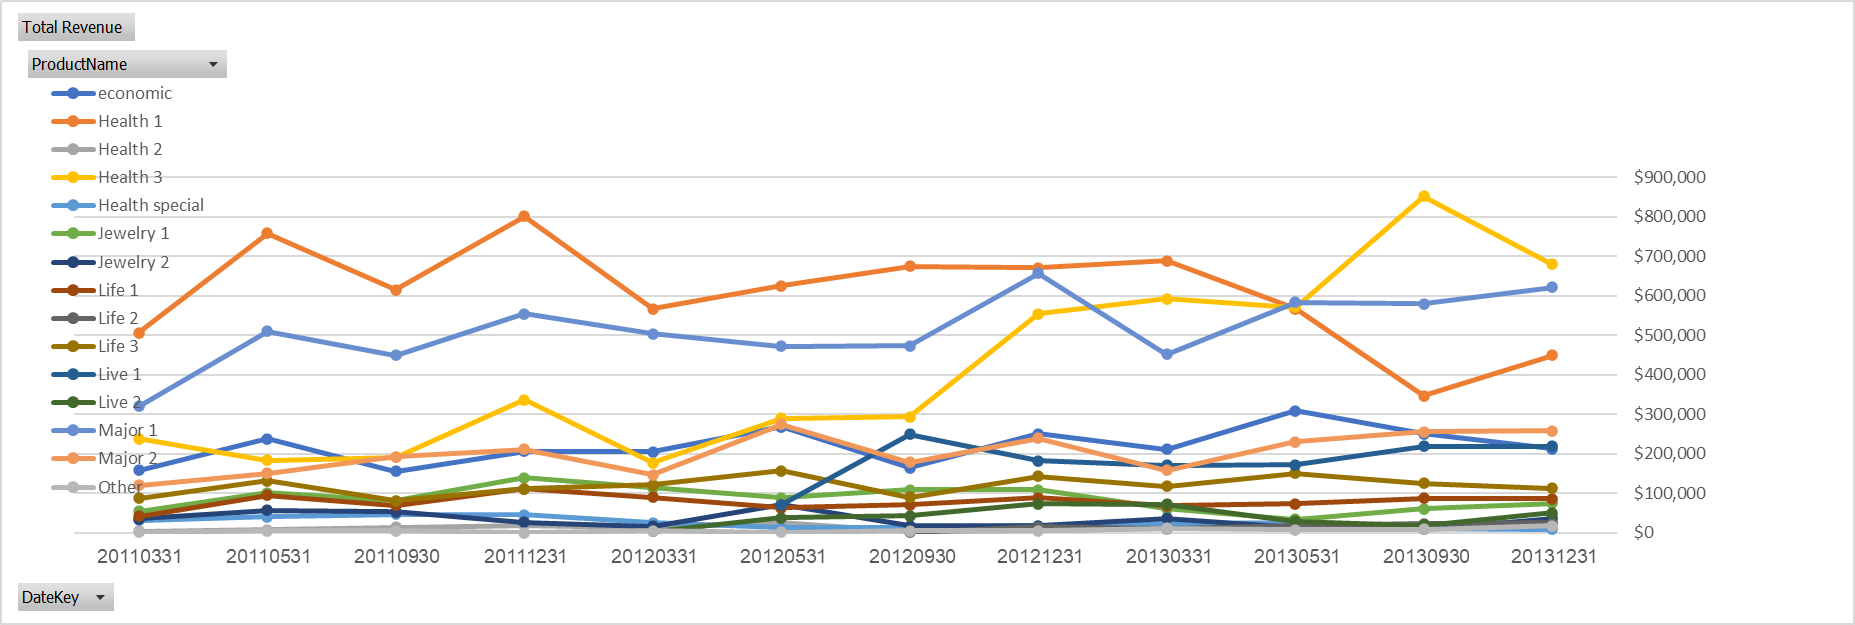 Total Revenue
ProductName
economic
Health 1
Health 2
Health 3
Health special
Jewelry 1
Jewelry 2
Life 1
Life 2
Life 3
Live 1
Live 2
Major 1
Major 2
Other
$900,000
$800,000
$700,000
$600,000
$500,000
$400,000
$300,000
$200,000
$100,000
$0
20110331 20110531 20110930 20111231 20120331 20120531 20120930 20121231 20130331 20130531 20130930 20131231
DateKey